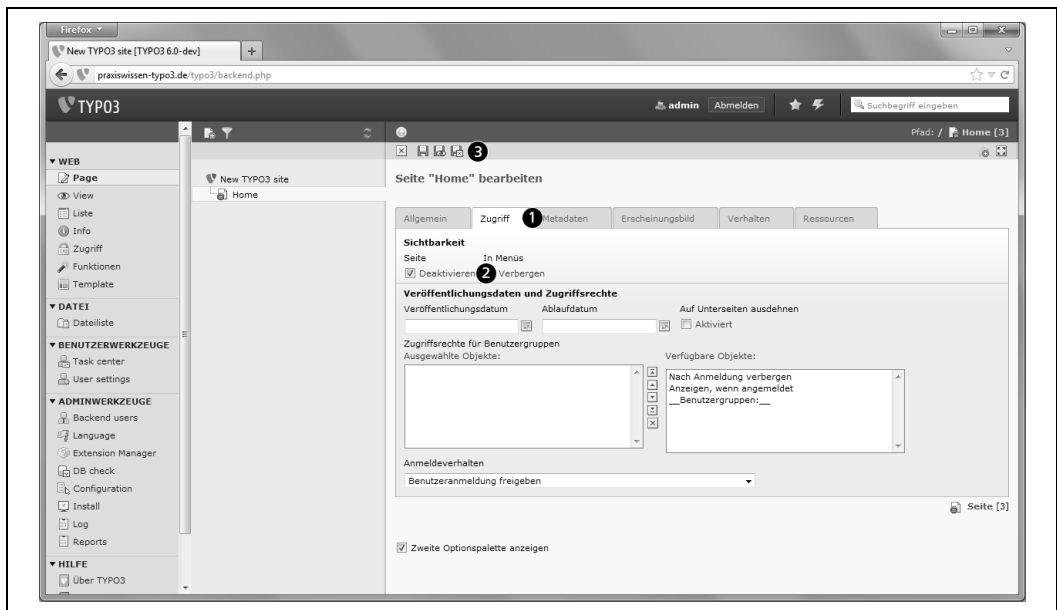 Firefox
New TYPO3 site [TYPO3 6.0-dev]
praxiswissen-typo3.de/typo3/backend.php
TYPO3
admin Abmelden Suchbegriff eingeben
Pfad: / Home [3]
3
WEB
Page
View
Liste
Info
Zugriff
Funktionen
Template
DATEI
Dateiliste
BENUTZERWERKZEUGE
Task center
User settings
ADMINWERKZEUGE
Backend users
Language
Extension Manager
DB check
Configuration
Install
Log
Reports
HILFE
Über TYPO3
New TYPO3 site
Home
Seite "Home" bearbeiten
Allgemein Zugriff 1 Metadaten Erscheinungsbild Verhalten Ressourcen
Sichtbarkeit
Seite In Menüs
Deaktivieren 2 Verbergen
Veröffentlichungsdaten und Zugriffsrechte
Veröffentlichungsdatum Ablaufdatum Auf Unterseiten ausdehnen
Aktiviert
Zugriffsrechte für Benutzergruppen
Ausgewählte Objekte: Verfügbare Objekte:
Nach Anmeldung verbergen
Anzeigen, wenn angemeldet
__Benutzergruppen:__
Anmeldeverhalten
Benutzeranmeldung freigeben
Seite [3]
Zweite Optionspalette anzeigen